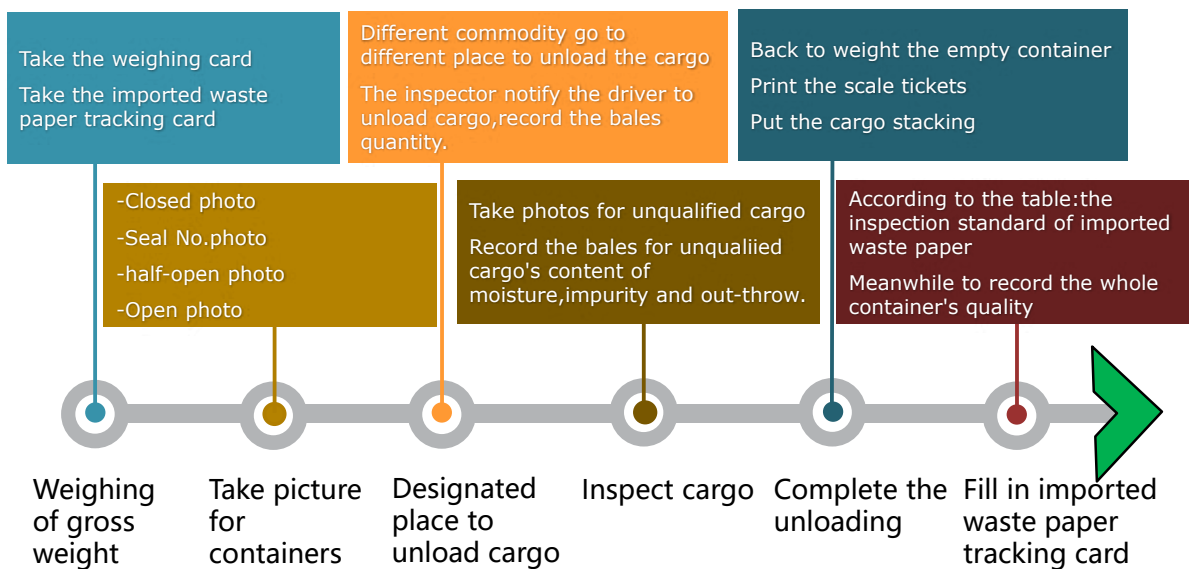 Take the weighing card
Take the imported waste
paper tracking card
Different commodity go to
different place to unload the cargo
The inspector notify the driver to
unload cargo,record the bales
quantity.
Back to weight the empty container
Print the scale tickets
Put the cargo stacking
-Closed photo
-Seal No.photo
-half-open photo
-Open photo
Take photos for unqualified cargo
Record the bales for unqualiied
cargo's content of
moisture,impurity and out-throw.
According to the table:the
inspection standard of imported
waste paper
Meanwhile to record the whole
container's quality
Weighing
of gross
weight
Take picture
for
containers
Designated
place to
unload cargo
Inspect cargo
Complete the
unloading
Fill in imported
waste paper
tracking card